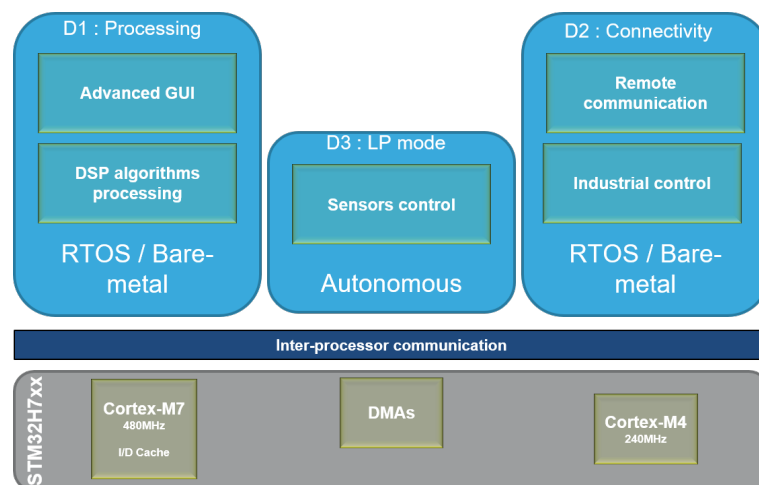 D1 : Processing
Advanced GUI
DSP algorithms
processing
RTOS / Bare-
metal
D3 : LP mode
Sensors control
Autonomous
D2 : Connectivity
Remote
communication
Industrial control
RTOS / Bare-
metal
Inter-processor communication
STM32H7xx
Cortex-M7
480MHz
I/D Cache
DMAs
Cortex-M4
240MHz